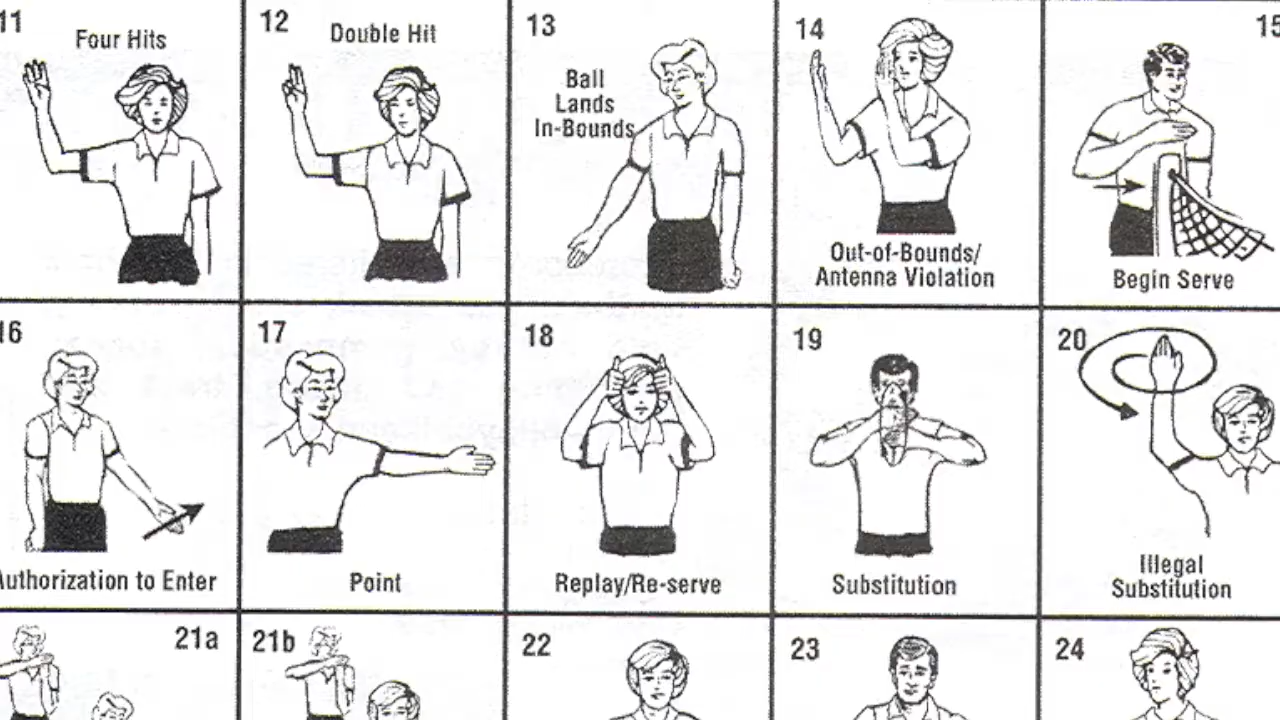 11
Four Hits
12
Double Hit
13
Ball
Lands
In-Bounds
14
Out-of-Bounds/
Antenna Violation
15
Begin Serve
16
Authorization to Enter
17
Point
18
Replay/Re-serve
19
Substitution
20
Illegal
Substitution
21a
21b
22
23
24